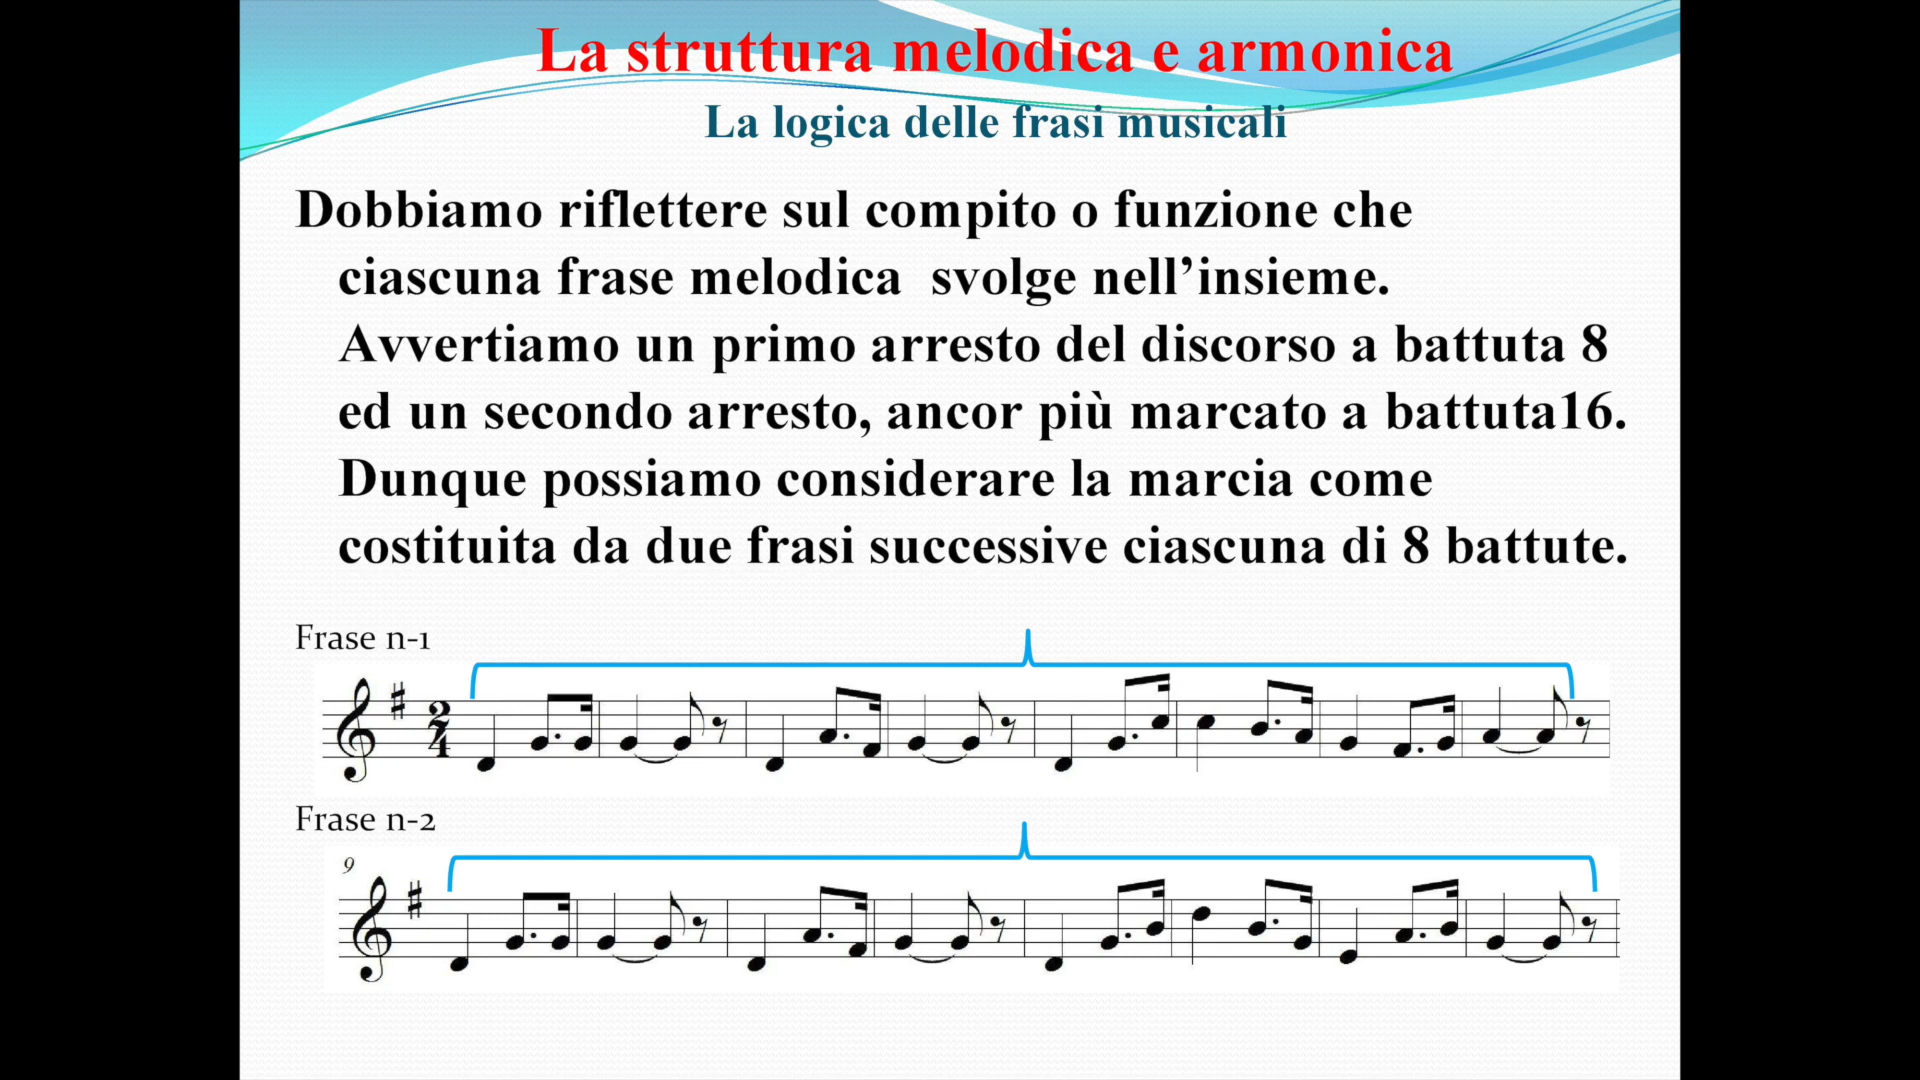 La struttura melodica e armonica
La logica delle frasi musicali
Dobbiamo riflettere sul compito o funzione che
ciascuna frase melodica  svolge nell’insieme.
Avvertiamo un primo arresto del discorso a battuta 8
ed un secondo arresto, ancor più marcato a battuta16.
Dunque possiamo considerare la marcia come
costituita da due frasi successive ciascuna di 8 battute.
Frase n-1
2
4
Frase n-2
9